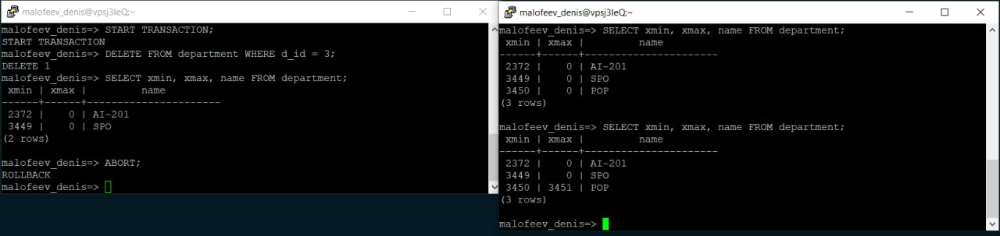 malofeev_denis@vpsj3IeQ:~
malofeev_denis=> START TRANSACTION;
START TRANSACTION
malofeev_denis=> DELETE FROM department WHERE d_id = 3;
DELETE 1
malofeev_denis=> SELECT xmin, xmax, name FROM department;
 xmin | xmax |         name
------+------+----------------------
 2372 |    0 | AI-201
 3449 |    0 | SPO
(2 rows)
malofeev_denis=> ABORT;
ROLLBACK
malofeev_denis=>
malofeev_denis@vpsj3IeQ:~
malofeev_denis=> SELECT xmin, xmax, name FROM department;
 xmin | xmax |         name
------+------+----------------------
 2372 |    0 | AI-201
 3449 |    0 | SPO
 3450 |    0 | POP
(3 rows)
malofeev_denis=> SELECT xmin, xmax, name FROM department;
 xmin | xmax |         name
------+------+----------------------
 2372 |    0 | AI-201
 3449 |    0 | SPO
 3450 | 3451 | POP
(3 rows)
malofeev_denis=>